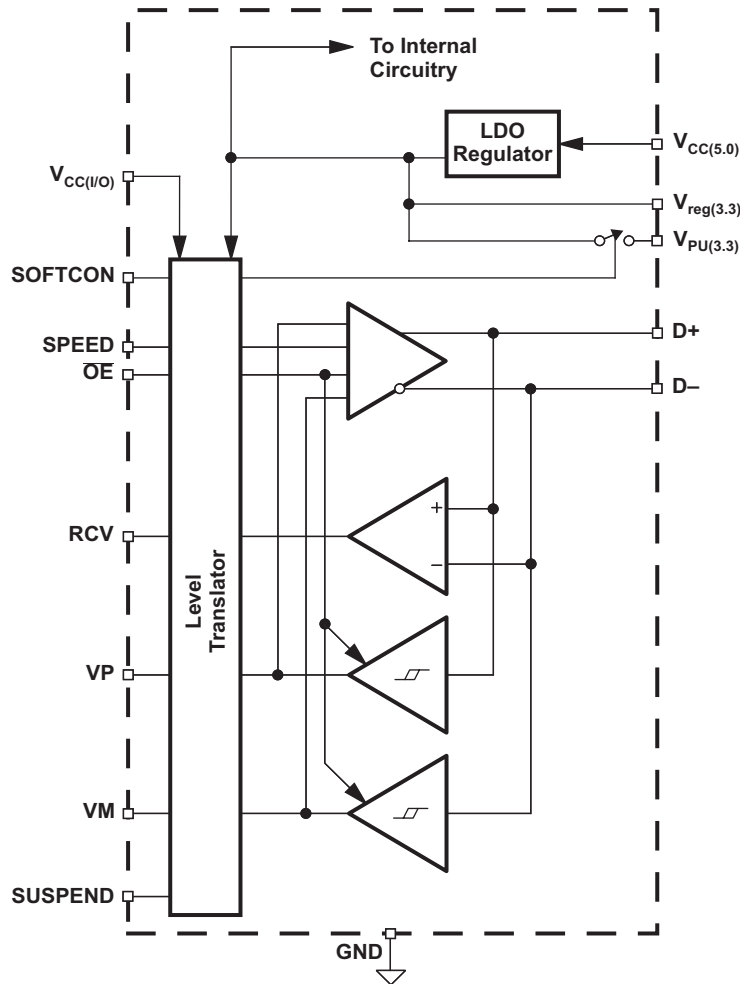 To Internal
Circuitry
LDO
Regulator
VCC(5.0)
VCC(I/O)
Vreg(3.3)
VPU(3.3)
SOFTCON
SPEED
D+
O̅E̅
D–
+
RCV
–
Level
Translator
VP
VM
SUSPEND
GND